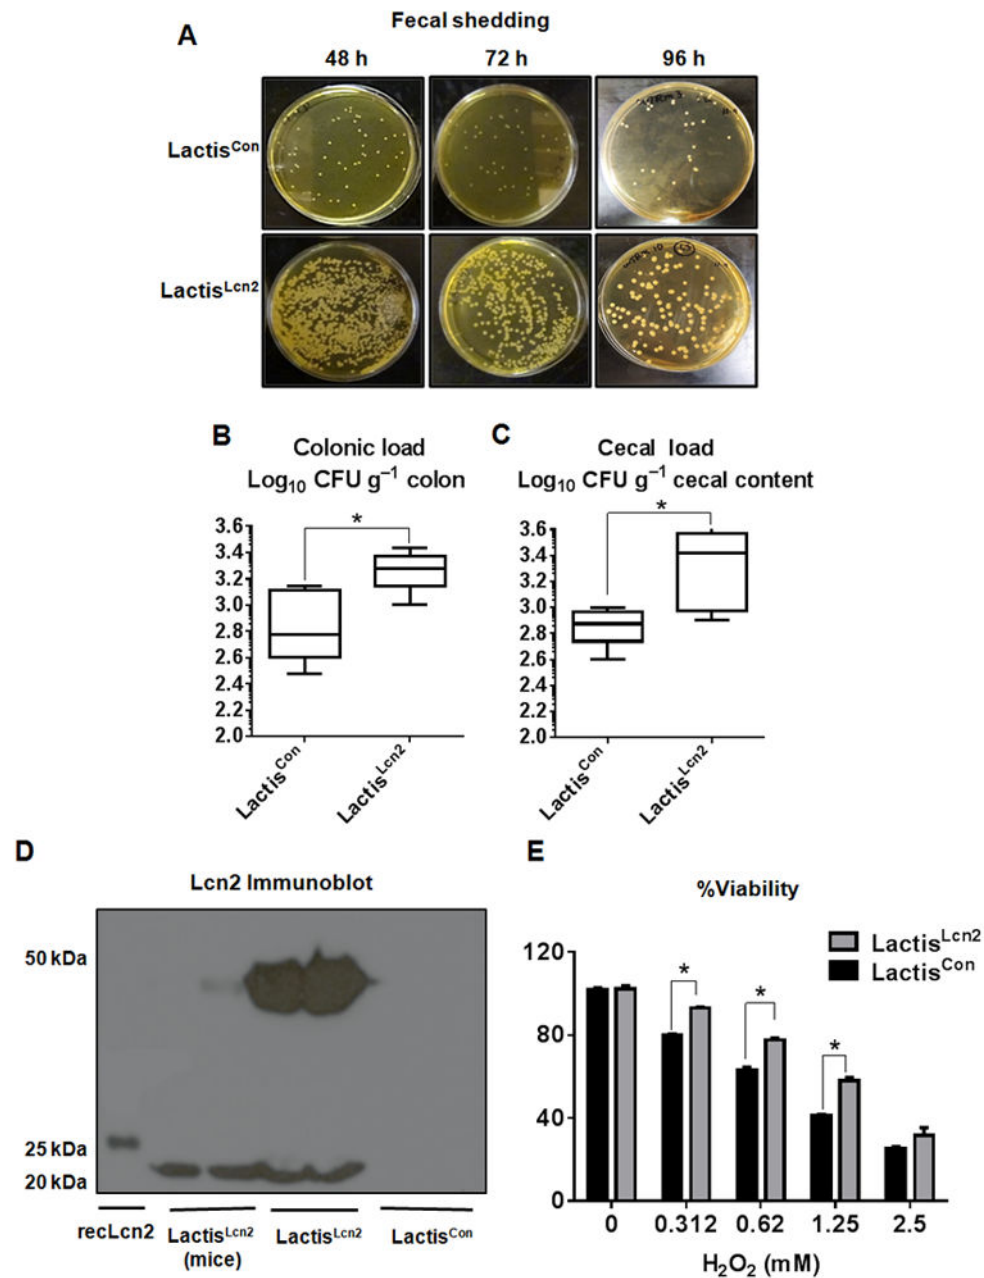 Fecal shedding
A
48 h 72 h 96 h
Lactis^Con
Lactis^Lcn2
B
Colonic load
Log₁₀ CFU g⁻¹ colon
*
3.6
3.4
3.2
3.0
2.8
2.6
2.4
2.2
2.0
Lactis^Con Lactis^Lcn2
C
Cecal load
Log₁₀ CFU g⁻¹ cecal content
*
3.6
3.4
3.2
3.0
2.8
2.6
2.4
2.2
2.0
Lactis^Con Lactis^Lcn2
D
Lcn2 Immunoblot
50 kDa
25 kDa
20 kDa
recLcn2 Lactis^Lcn2 Lactis^Lcn2 Lactis^Con
(mice)
E
%Viability
Lactis^Lcn2
Lactis^Con
120
80
40
0
* * *
0 0.312 0.62 1.25 2.5
H₂O₂ (mM)